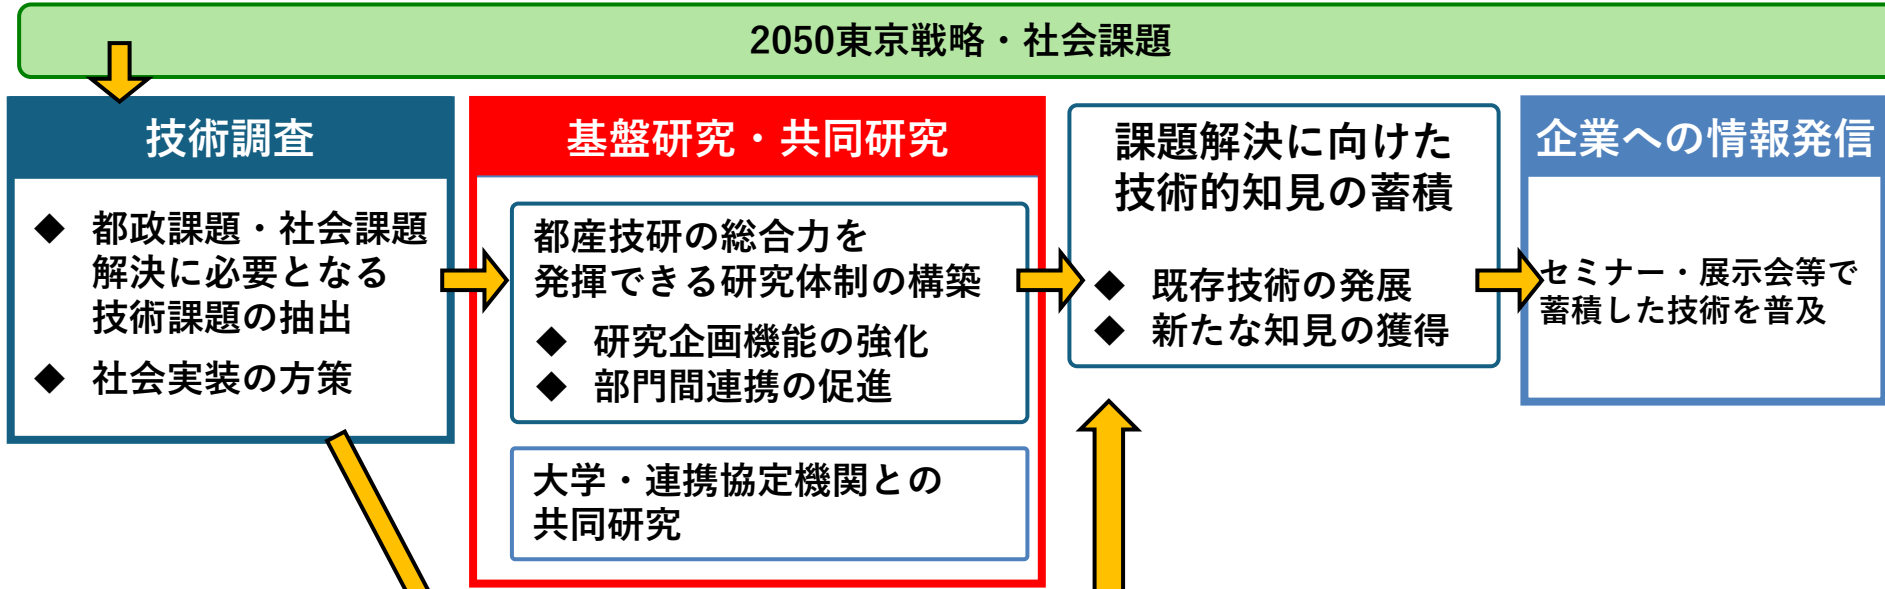 2050東京戦略・社会課題
技術調査
◆ 都政課題・社会課題
解決に必要となる
技術課題の抽出
◆ 社会実装の方策
基盤研究・共同研究
都産技研の総合力を
発揮できる研究体制の構築
◆ 研究企画機能の強化
◆ 部門間連携の促進
大学・連携協定機関との
共同研究
課題解決に向けた
技術的知見の蓄積
◆ 既存技術の発展
◆ 新たな知見の獲得
企業への情報発信
セミナー・展示会等で
蓄積した技術を普及